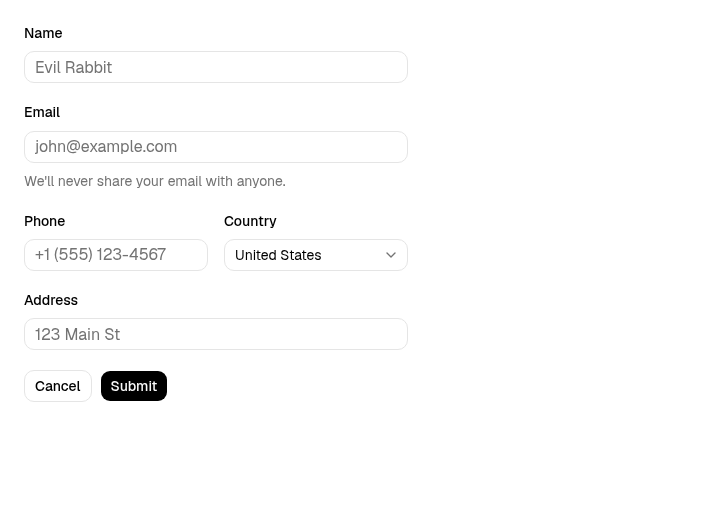 Name
Evil Rabbit
Email
john@example.com
We'll never share your email with anyone.
Phone Country
+1 (555) 123-4567 United States
Address
123 Main St
Cancel Submit